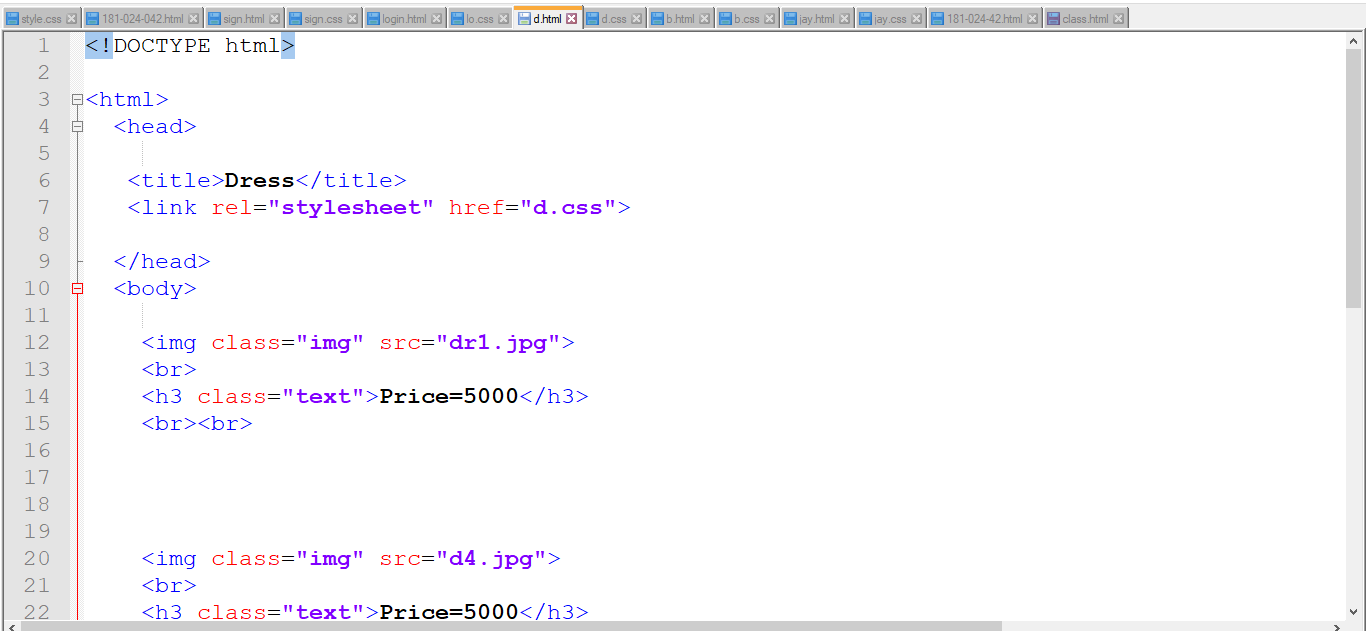 style.css 181-024-042.html sign.html sign.css login.html lo.css d.html d.css b.html b.css jay.html jay.css 181-024-42.html class.html
1 <!DOCTYPE html>
2
3 <html>
4 <head>
5
6 <title>Dress</title>
7 <link rel="stylesheet" href="d.css">
8
9 </head>
10 <body>
11
12 <img class="img" src="dr1.jpg">
13 <br>
14 <h3 class="text">Price=5000</h3>
15 <br><br>
16
17
18
19
20 <img class="img" src="d4.jpg">
21 <br>
22 <h3 class="text">Price=5000</h3>